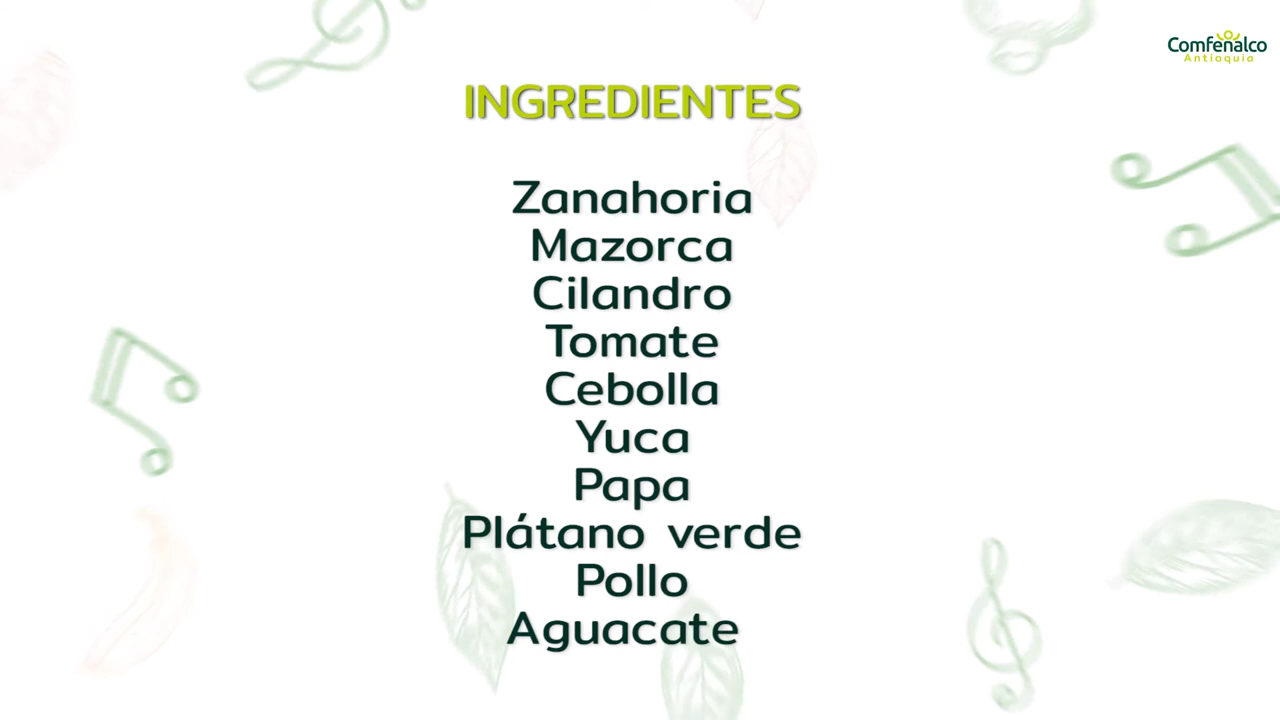 Comfenalco
Antioquia
INGREDIENTES
Zanahoria
Mazorca
Cilandro
Tomate
Cebolla
Yuca
Papa
Plátano verde
Pollo
Aguacate